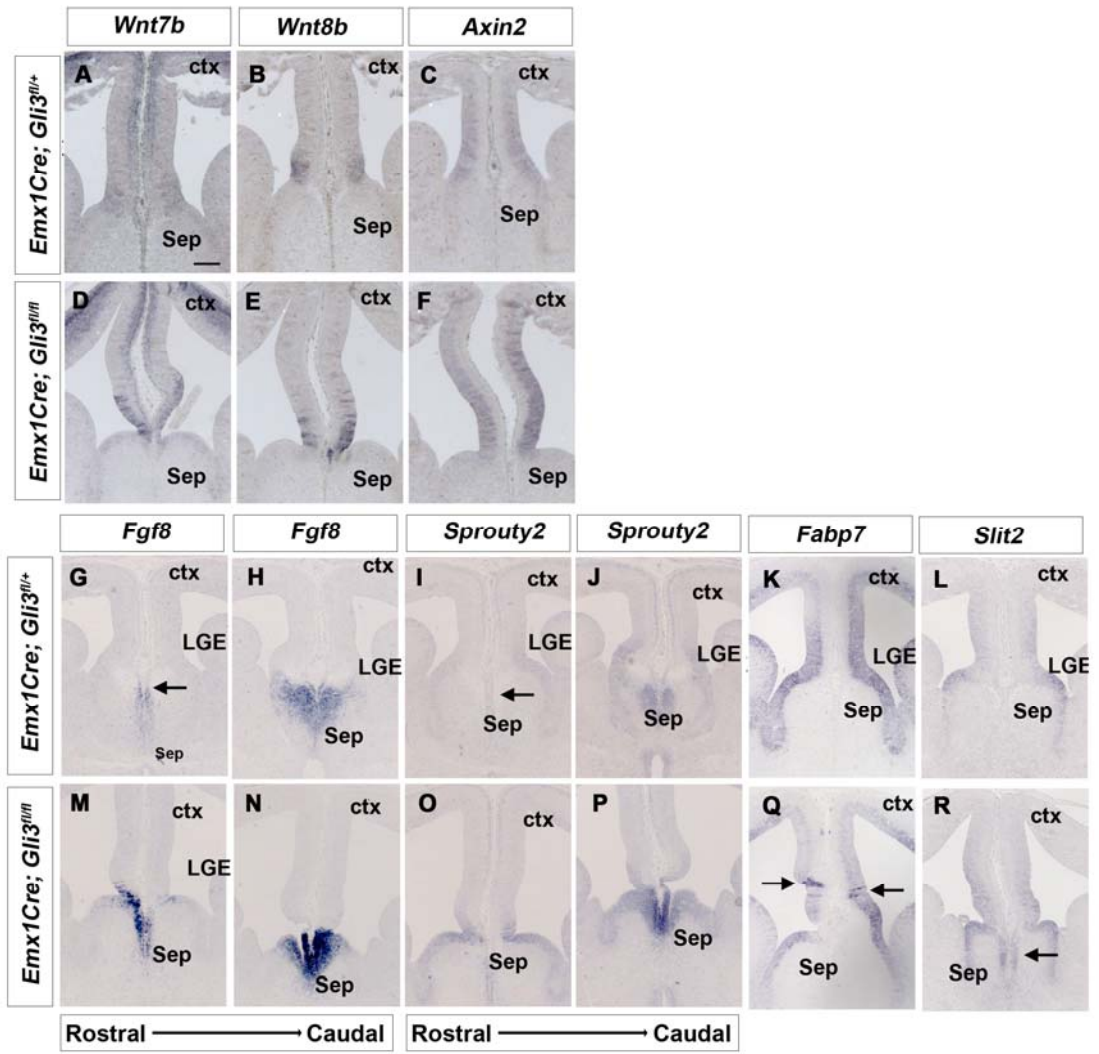 Wnt7b Wnt8b Axin2
Emx1Cre; Gli3fl/+
A ctx B ctx C ctx
Sep Sep Sep
Emx1Cre; Gli3fl/fl
D ctx E ctx F ctx
Sep Sep Sep
Fgf8 Fgf8 Sprouty2 Sprouty2 Fabp7 Slit2
Emx1Cre; Gli3fl/+
G ctx H ctx I ctx J ctx K ctx L ctx
LGE LGE LGE LGE LGE LGE
Sep Sep Sep Sep Sep Sep
Emx1Cre; Gli3fl/fl
M ctx N ctx O ctx P ctx Q ctx R ctx
LGE
Sep Sep Sep Sep Sep Sep
Rostral Caudal Rostral Caudal